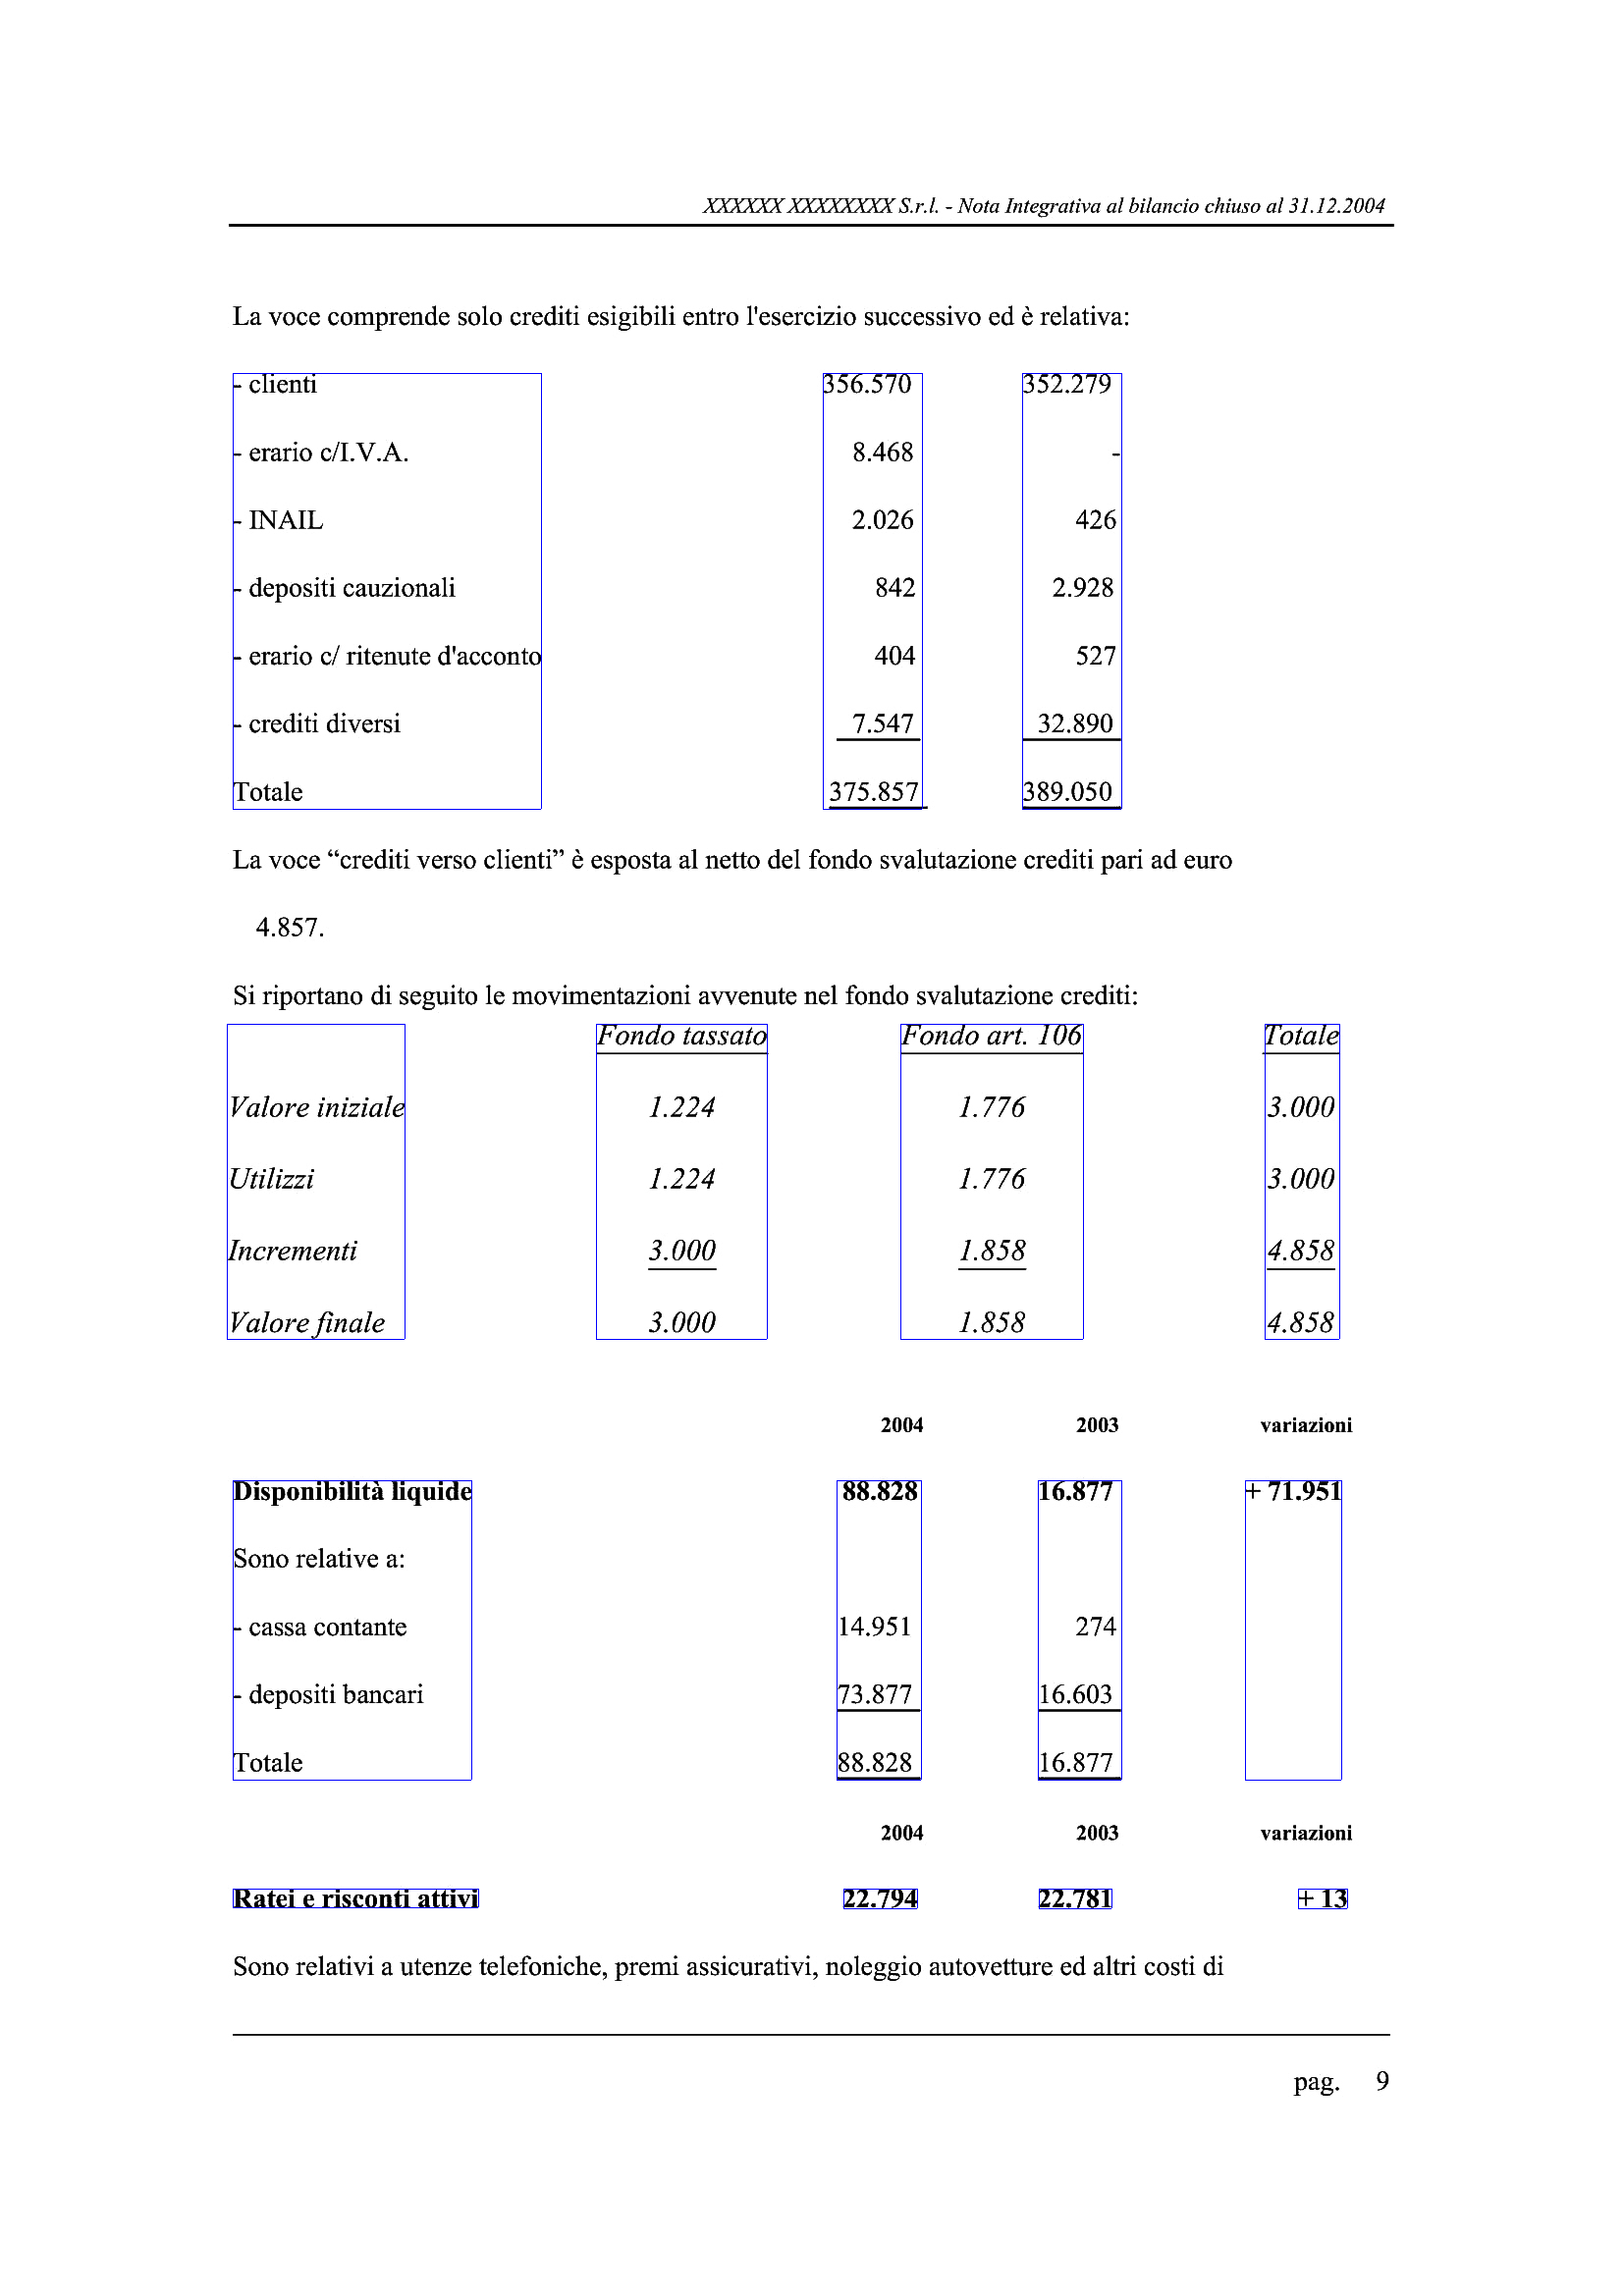 XXXXXX XXXXXXXX S.r.l. - Nota Integrativa al bilancio chiuso al 31.12.2004
La voce comprende solo crediti esigibili entro l'esercizio successivo ed è relativa:
- clienti 356.570 352.279
- erario c/I.V.A. 8.468 -
- INAIL 2.026 426
- depositi cauzionali 842 2.928
- erario c/ ritenute d'acconto 404 527
- crediti diversi 7.547 32.890
Totale 375.857 389.050
La voce “crediti verso clienti” è esposta al netto del fondo svalutazione crediti pari ad euro
4.857.
Si riportano di seguito le movimentazioni avvenute nel fondo svalutazione crediti:
Fondo tassato Fondo art. 106 Totale
Valore iniziale 1.224 1.776 3.000
Utilizzi 1.224 1.776 3.000
Incrementi 3.000 1.858 4.858
Valore finale 3.000 1.858 4.858
2004 2003 variazioni
Disponibilità liquide 88.828 16.877 + 71.951
Sono relative a:
- cassa contante 14.951 274
- depositi bancari 73.877 16.603
Totale 88.828 16.877
2004 2003 variazioni
Ratei e risconti attivi 22.794 22.781 + 13
Sono relativi a utenze telefoniche, premi assicurativi, noleggio autovetture ed altri costi di
pag. 9